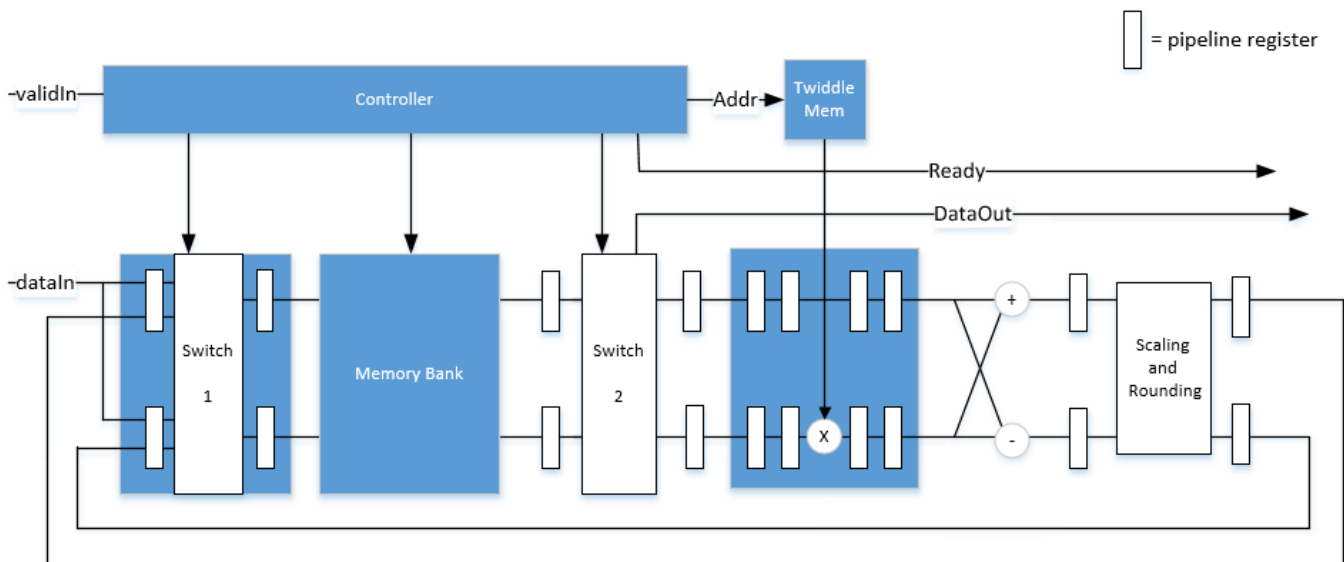 = pipeline register
validIn
Controller
Addr
Twiddle
Mem
Ready
DataOut
dataIn
Switch
1
Memory Bank
Switch
2
X
+
-
Scaling
and
Rounding